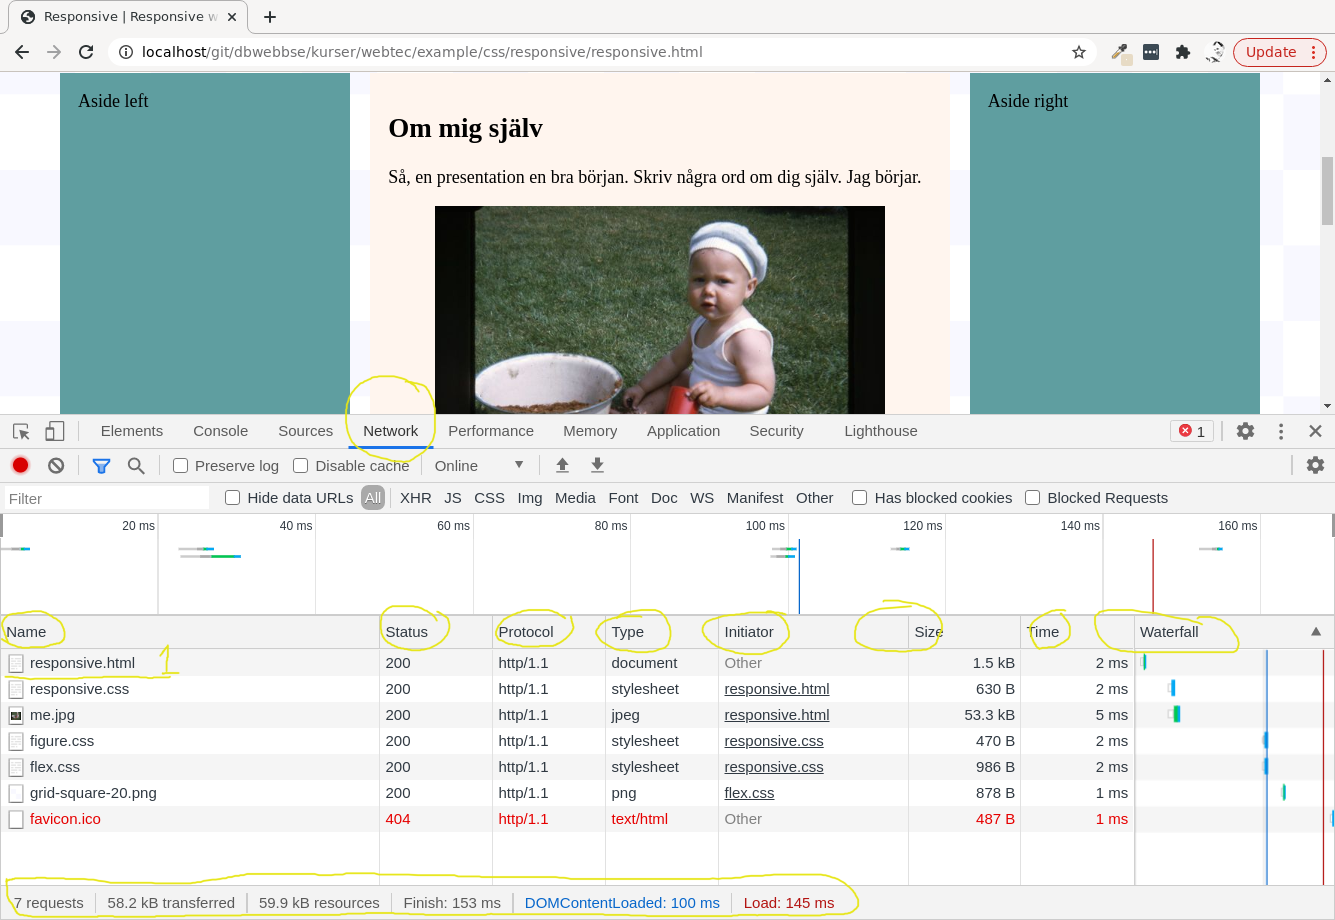 Responsive | Responsive w
localhost/git/dbwebbse/kurser/webtec/example/css/responsive/responsive.html
Update
Aside left
Om mig själv
Så, en presentation en bra början. Skriv några ord om dig själv. Jag börjar.
Aside right
Elements Console Sources Network Performance Memory Application Security Lighthouse 1
Preserve log Disable cache Online
Filter Hide data URLs All XHR JS CSS Img Media Font Doc WS Manifest Other Has blocked cookies Blocked Requests
20 ms 40 ms 60 ms 80 ms 100 ms 120 ms 140 ms 160 ms
Name Status Protocol Type Initiator Size Time Waterfall
responsive.html 1 200 http/1.1 document Other 1.5 kB 2 ms
responsive.css 200 http/1.1 stylesheet responsive.html 630 B 2 ms
me.jpg 200 http/1.1 jpeg responsive.html 53.3 kB 5 ms
figure.css 200 http/1.1 stylesheet responsive.css 470 B 2 ms
flex.css 200 http/1.1 stylesheet responsive.css 986 B 2 ms
grid-square-20.png 200 http/1.1 png flex.css 878 B 1 ms
favicon.ico 404 http/1.1 text/html Other 487 B 1 ms
7 requests 58.2 kB transferred 59.9 kB resources Finish: 153 ms DOMContentLoaded: 100 ms Load: 145 ms